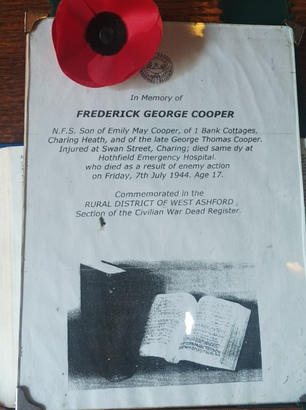 In Memory of
FREDERICK GEORGE COOPER
N.F.S. Son of Emily May Cooper, of 1 Bank Cottages,
Charing Heath, and of the late George Thomas Cooper.
Injured at Swan Street, Charing; died same dy at
Hothfield Emergency Hospital.
who died as a result of enemy action
on Friday, 7th July 1944. Age 17.
Commemorated in the
RURAL DISTRICT OF WEST ASHFORD
Section of the Civilian War Dead Register.